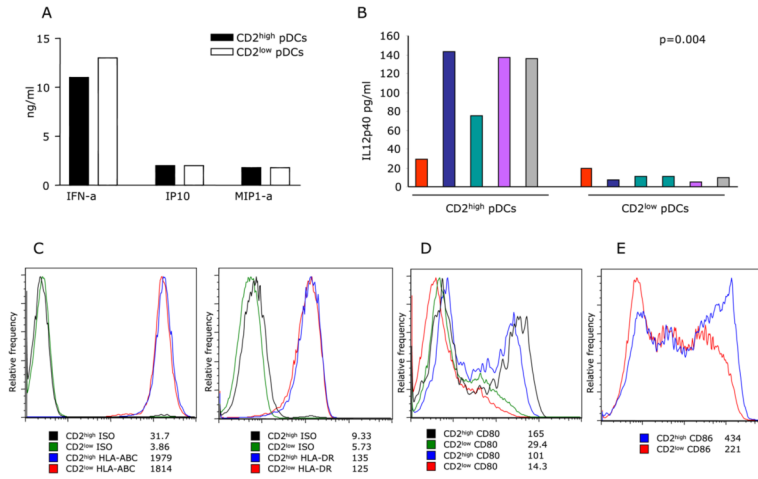 A
CD2high pDCs
CD2low pDCs
15
10
5
0
ng/ml
IFN-a
IP10
MIP1-a
B
p=0.004
160
140
120
100
80
60
40
20
0
IL12p40 pg/ml
CD2high pDCs
CD2low pDCs
C
Relative frequency
CD2high ISO 31.7
CD2low ISO 3.86
CD2high HLA-ABC 1979
CD2low HLA-ABC 1814
Relative frequency
CD2high ISO 9.33
CD2low ISO 5.73
CD2high HLA-DR 135
CD2low HLA-DR 125
D
Relative frequency
CD2high CD80 165
CD2low CD80 29.4
CD2high CD80 101
CD2low CD80 14.3
E
Relative frequency
CD2high CD86 434
CD2low CD86 221